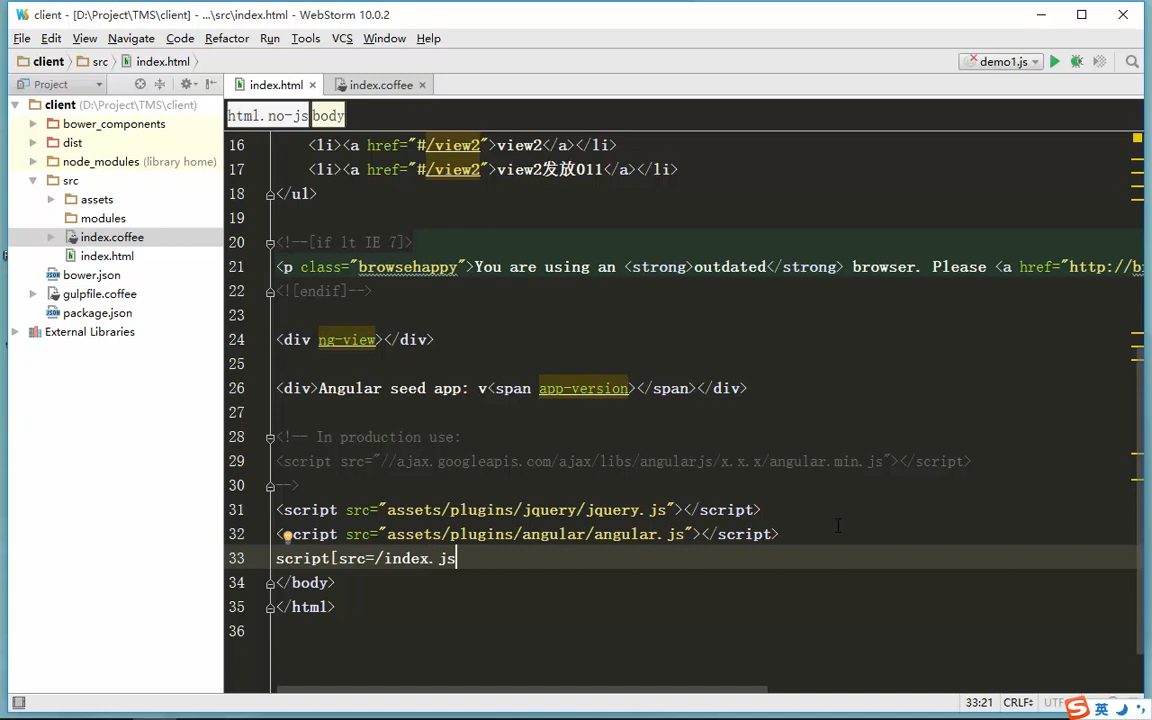 client - [D:\Project\TMS\client] - ...\src\index.html - WebStorm 10.0.2
File Edit View Navigate Code Refactor Run Tools VCS Window Help
client src index.html demo1.js
Project index.html index.coffee
client (D:\Project\TMS\client)
bower_components
dist
node_modules (library home)
src
assets
modules
index.coffee
index.html
bower.json
gulpfile.coffee
package.json
External Libraries
html.no-js body
16 <li><a href="#/view2">view2</a></li>
17 <li><a href="#/view2">view2发放011</a></li>
18 </ul>
19
20 <!--[if lt IE 7]>
21 <p class="browsehappy">You are using an <strong>outdated</strong> browser. Please <a href="http://b
22 <![endif]-->
23
24 <div ng-view></div>
25
26 <div>Angular seed app: v<span app-version></span></div>
27
28 <!-- In production use:
29 <script src="//ajax.googleapis.com/ajax/libs/angularjs/x.x.x/angular.min.js"></script>
30 -->
31 <script src="assets/plugins/jquery/jquery.js"></script>
32 <script src="assets/plugins/angular/angular.js"></script>
33 script[src=/index.js
34 </body>
35 </html>
36
33:21 CRLF UTF
英